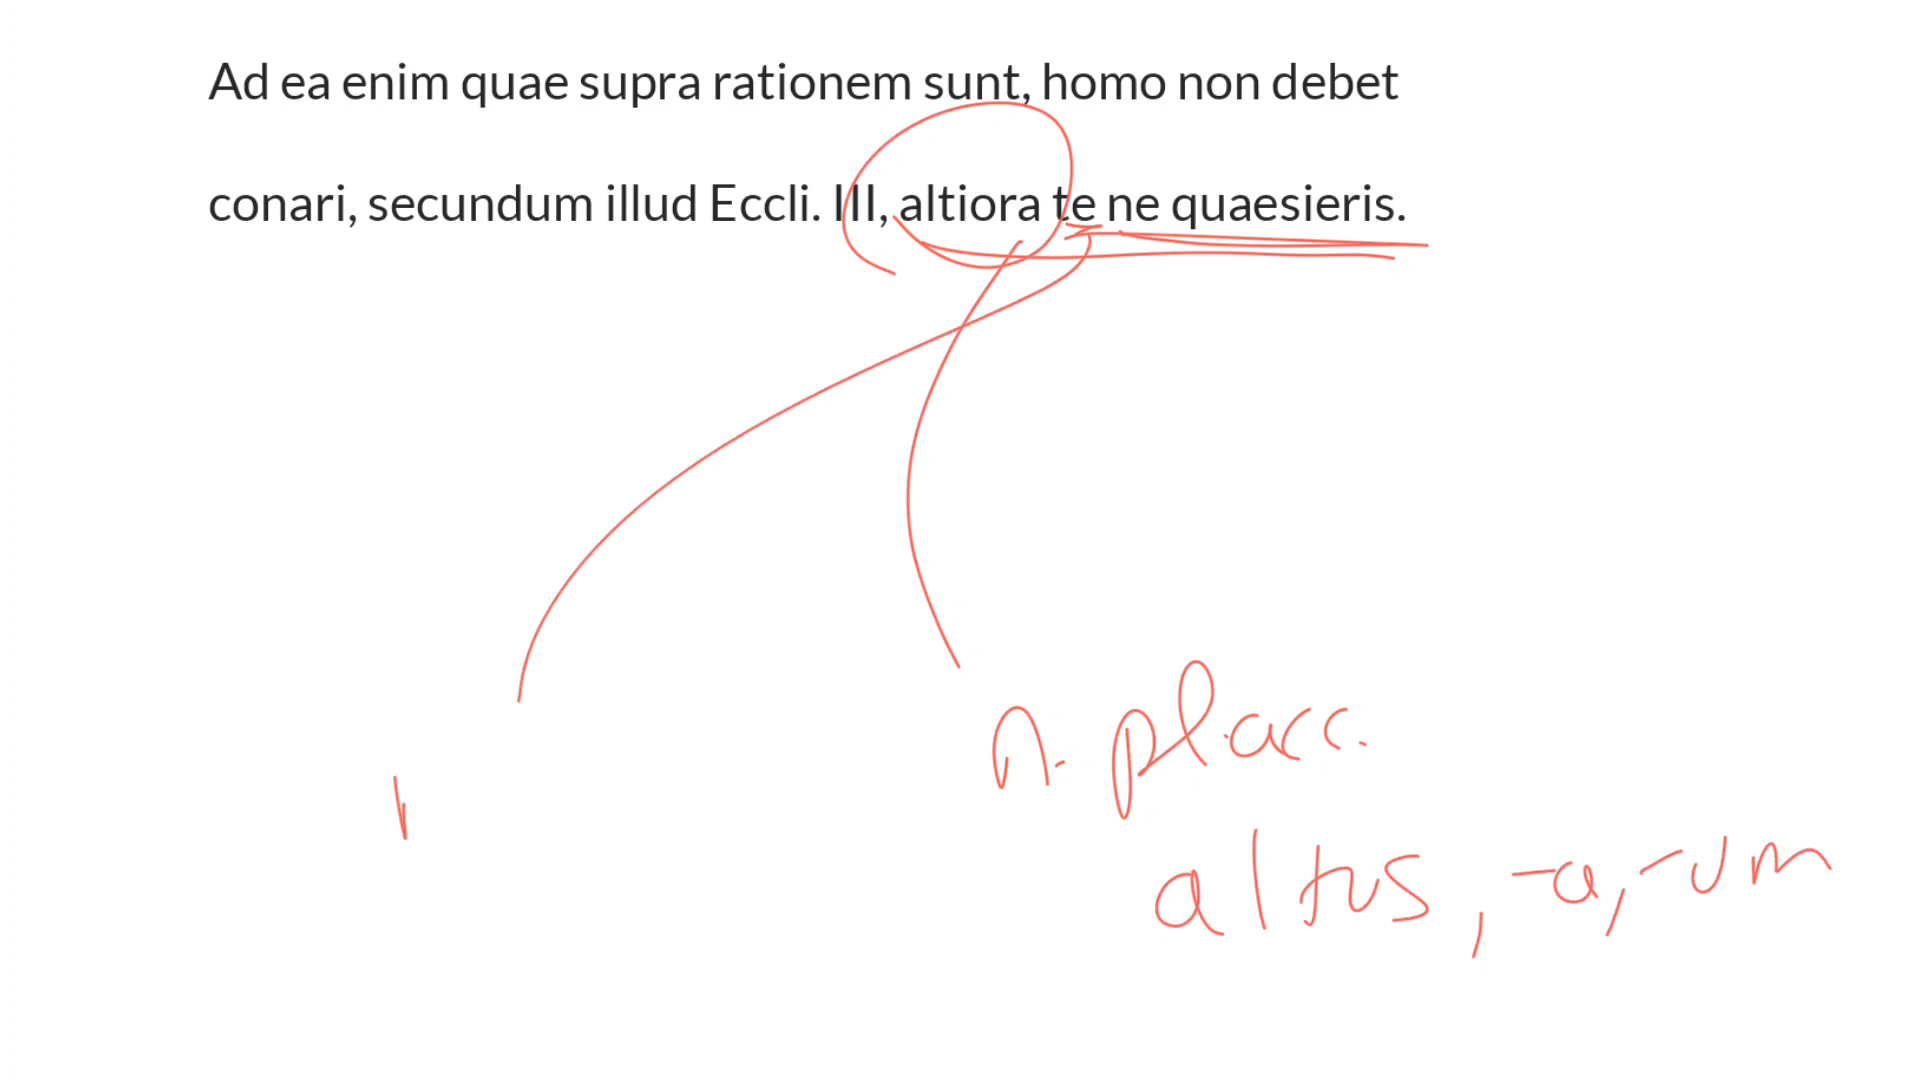 Ad ea enim quae supra rationem sunt, homo non debet
conari, secundum illud Eccli. III, altiora te ne quaesieris.
n. pl. acc.
altus, -a, -um